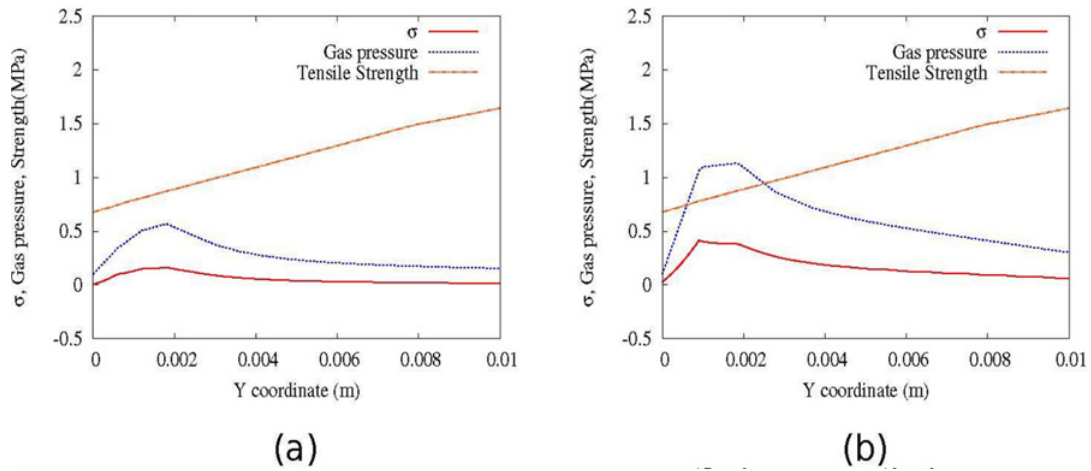 2.5
2
1.5
1
0.5
0
-0.5
σ, Gas pressure, Strength(MPa)
σ
Gas pressure
Tensile Strength
0 0.002 0.004 0.006 0.008 0.01
Y coordinate (m)
(a)
2.5
2
1.5
1
0.5
0
-0.5
σ, Gas pressure, Strength(MPa)
σ
Gas pressure
Tensile Strength
0 0.002 0.004 0.006 0.008 0.01
Y coordinate (m)
(b)